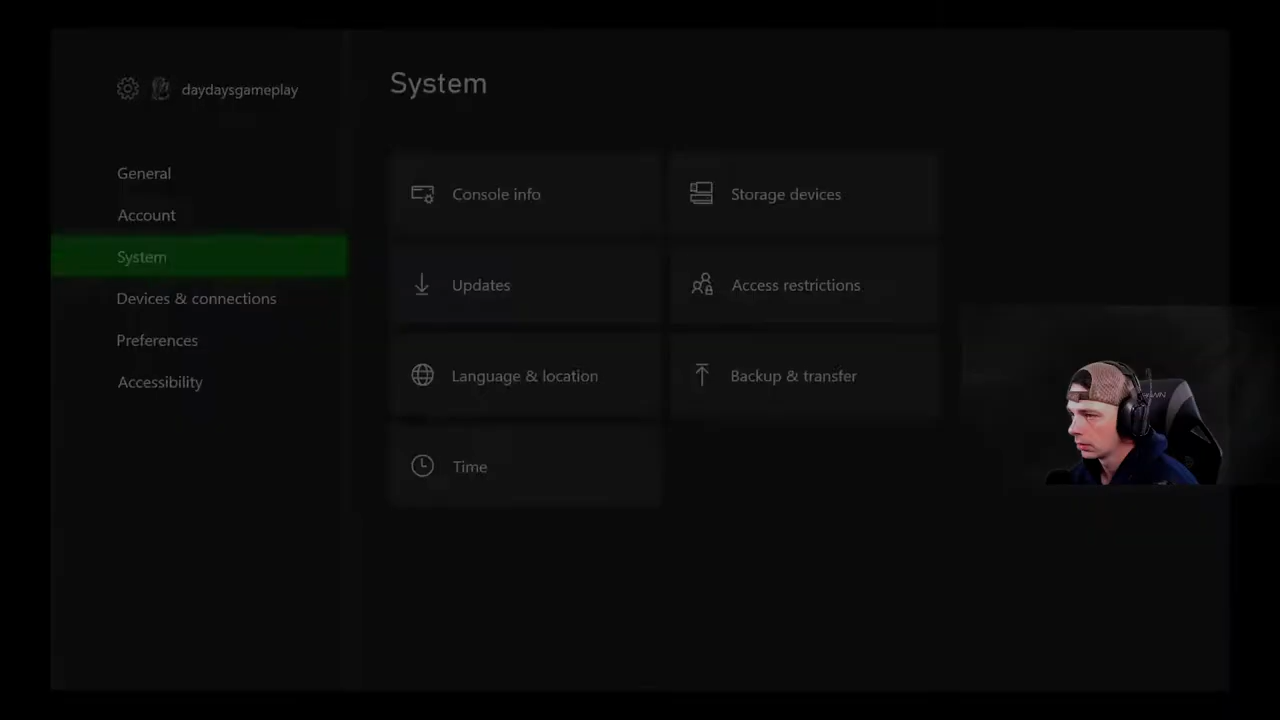 daydaysgameplay
System
General
Account
System
Devices & connections
Preferences
Accessibility
Console info
Storage devices
Updates
Access restrictions
Language & location
Backup & transfer
Time